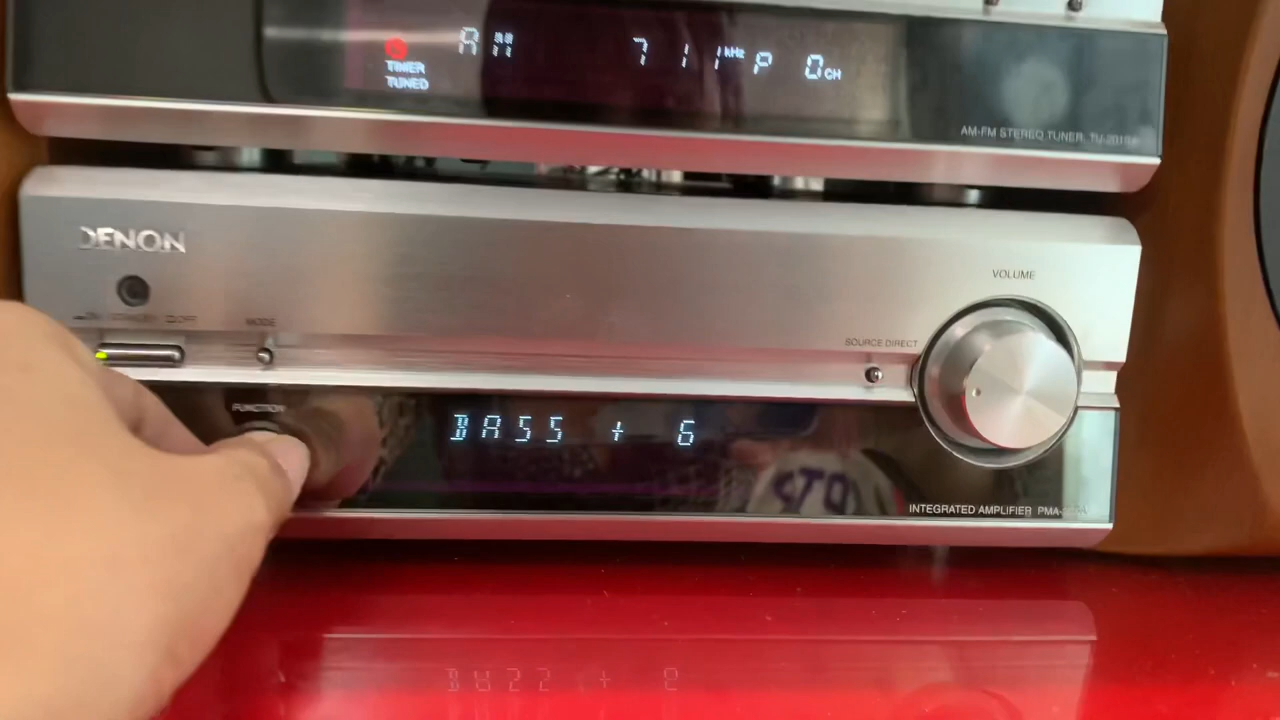 AM 711 kHz P 0 CH
TIMER
TUNED
AM-FM STEREO TUNER
DENON
VOLUME
MODE
SOURCE DIRECT
FUNCTION
BASS + 6
INTEGRATED AMPLIFIER